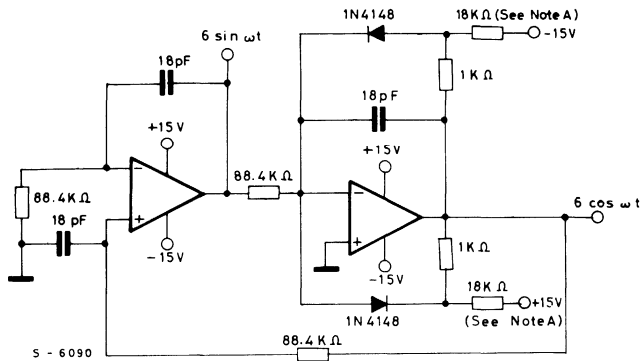 6 sin ωt
1N4148
18KΩ (See Note A)
-15V
18pF
1KΩ
18pF
+15V
+15V
-
88.4KΩ
-
88.4KΩ
+
6 cos ωt
18 pF
+
-15V
-15V
1KΩ
18KΩ
+15V
1N4148
(See Note A)
88.4KΩ
S-6090